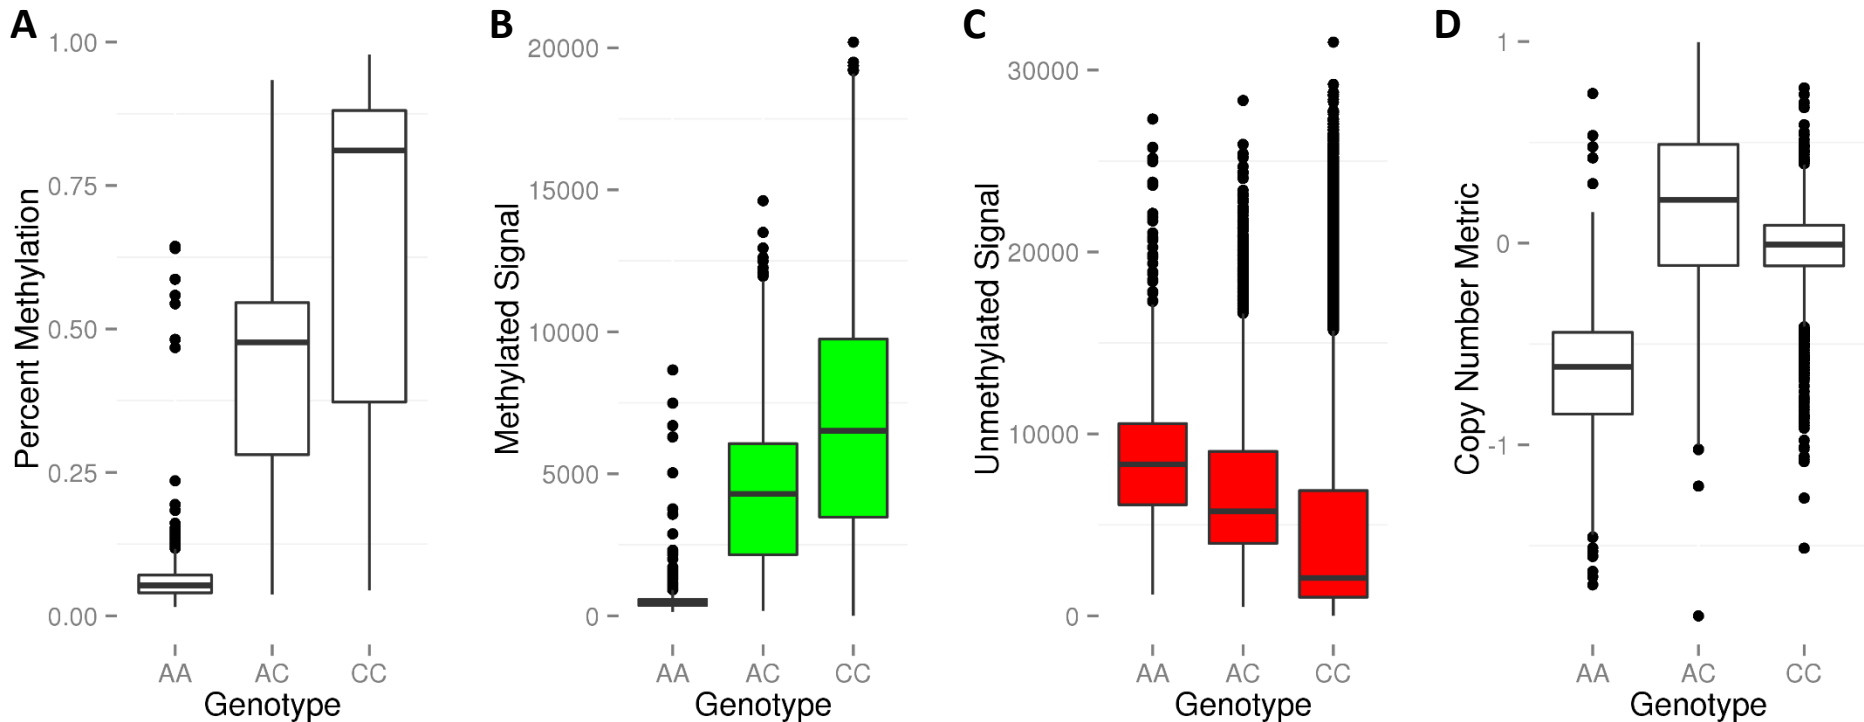 A
Percent Methylation
1.00
0.75
0.50
0.25
0.00
AA AC CC
Genotype
B
Methylated Signal
20000
15000
10000
5000
0
AA AC CC
Genotype
C
Unmethylated Signal
30000
20000
10000
0
AA AC CC
Genotype
D
Copy Number Metric
1
0
-1
AA AC CC
Genotype